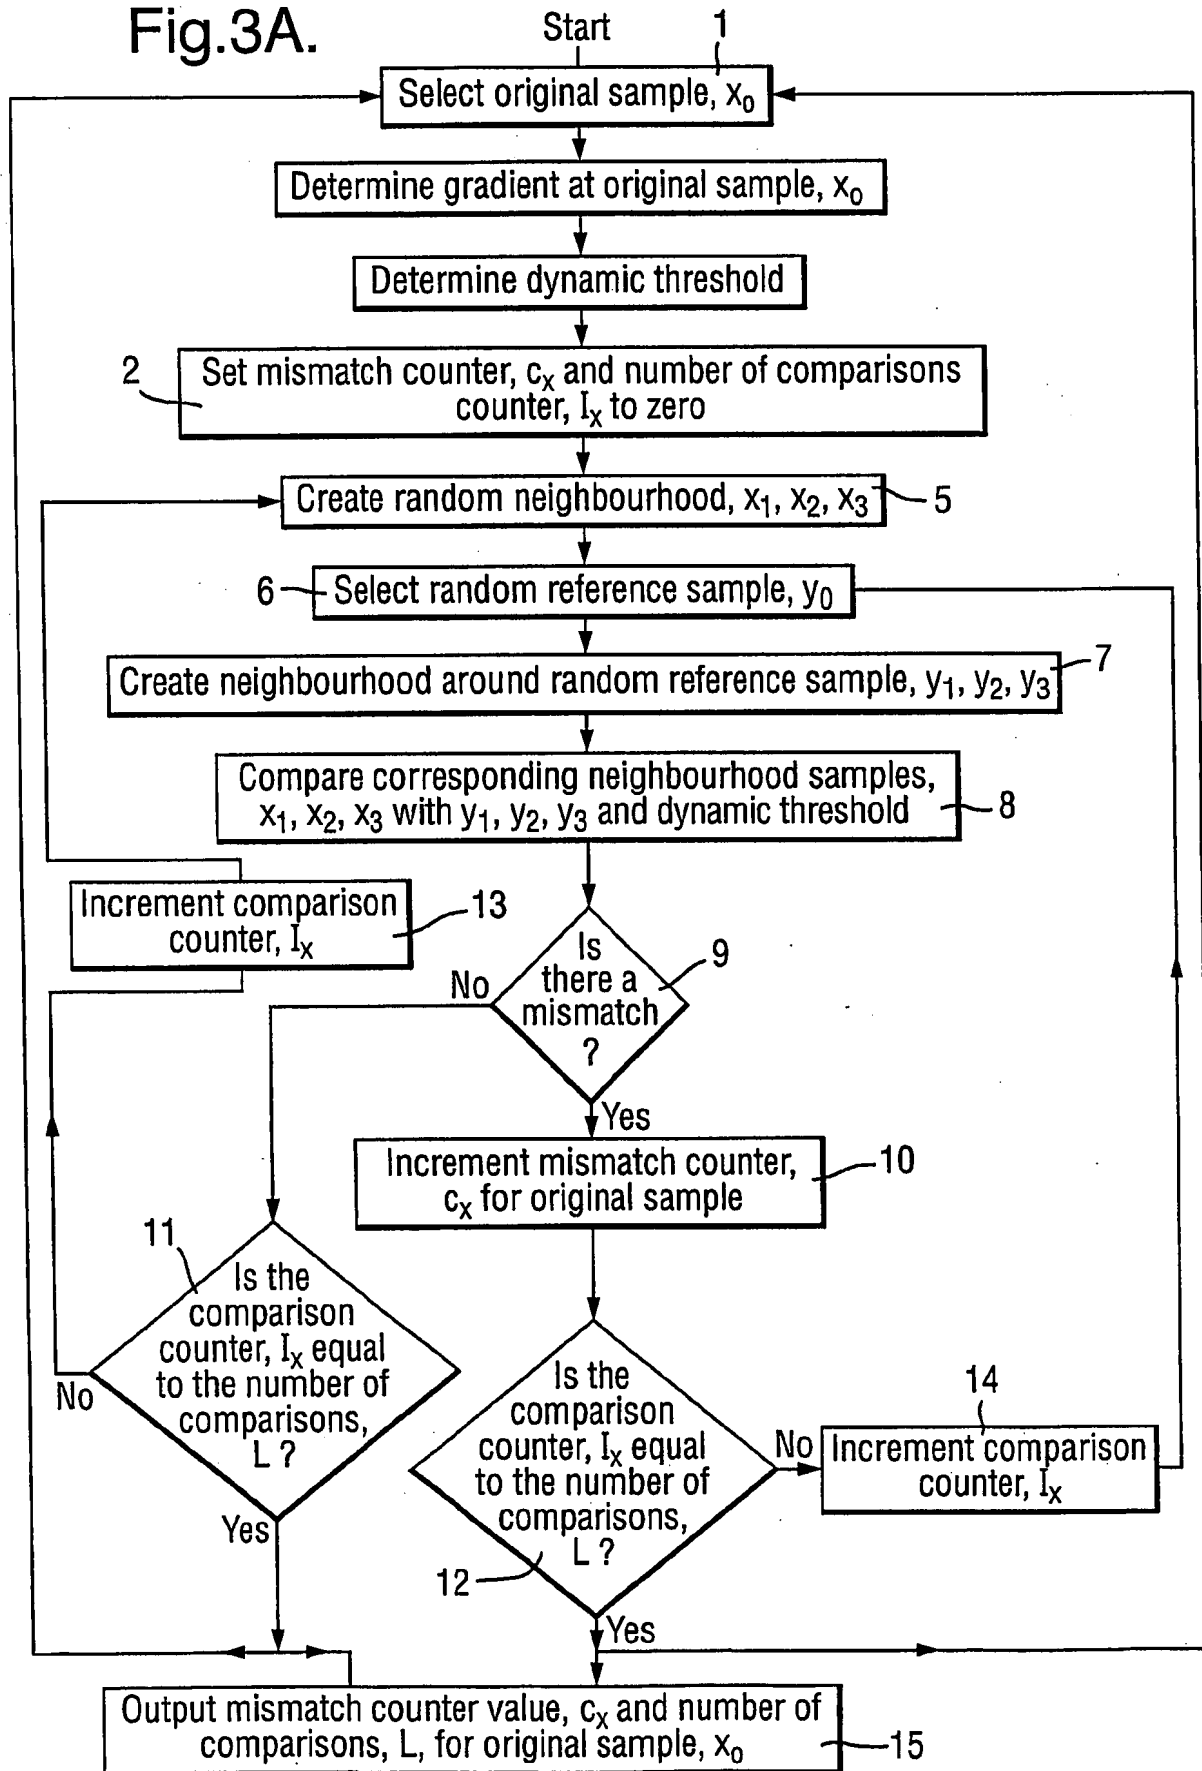 Fig.3A.
Start
1
Select original sample, x0
Determine gradient at original sample, x0
Determine dynamic threshold
2
Set mismatch counter, cx and number of comparisons
counter, Ix to zero
Create random neighbourhood, x1, x2, x3
5
6
Select random reference sample, y0
7
Create neighbourhood around random reference sample, y1, y2, y3
Compare corresponding neighbourhood samples,
x1, x2, x3 with y1, y2, y3 and dynamic threshold
8
Increment comparison
counter, Ix
13
Is
there a
mismatch
?
9
No
Yes
Increment mismatch counter,
cx for original sample
10
11
Is the
comparison
counter, Ix equal
to the number of
comparisons,
L ?
No
Yes
Is the
comparison
counter, Ix equal
to the number of
comparisons,
L ?
12
No
Yes
14
Increment comparison
counter, Ix
Output mismatch counter value, cx and number of
comparisons, L, for original sample, x0
15